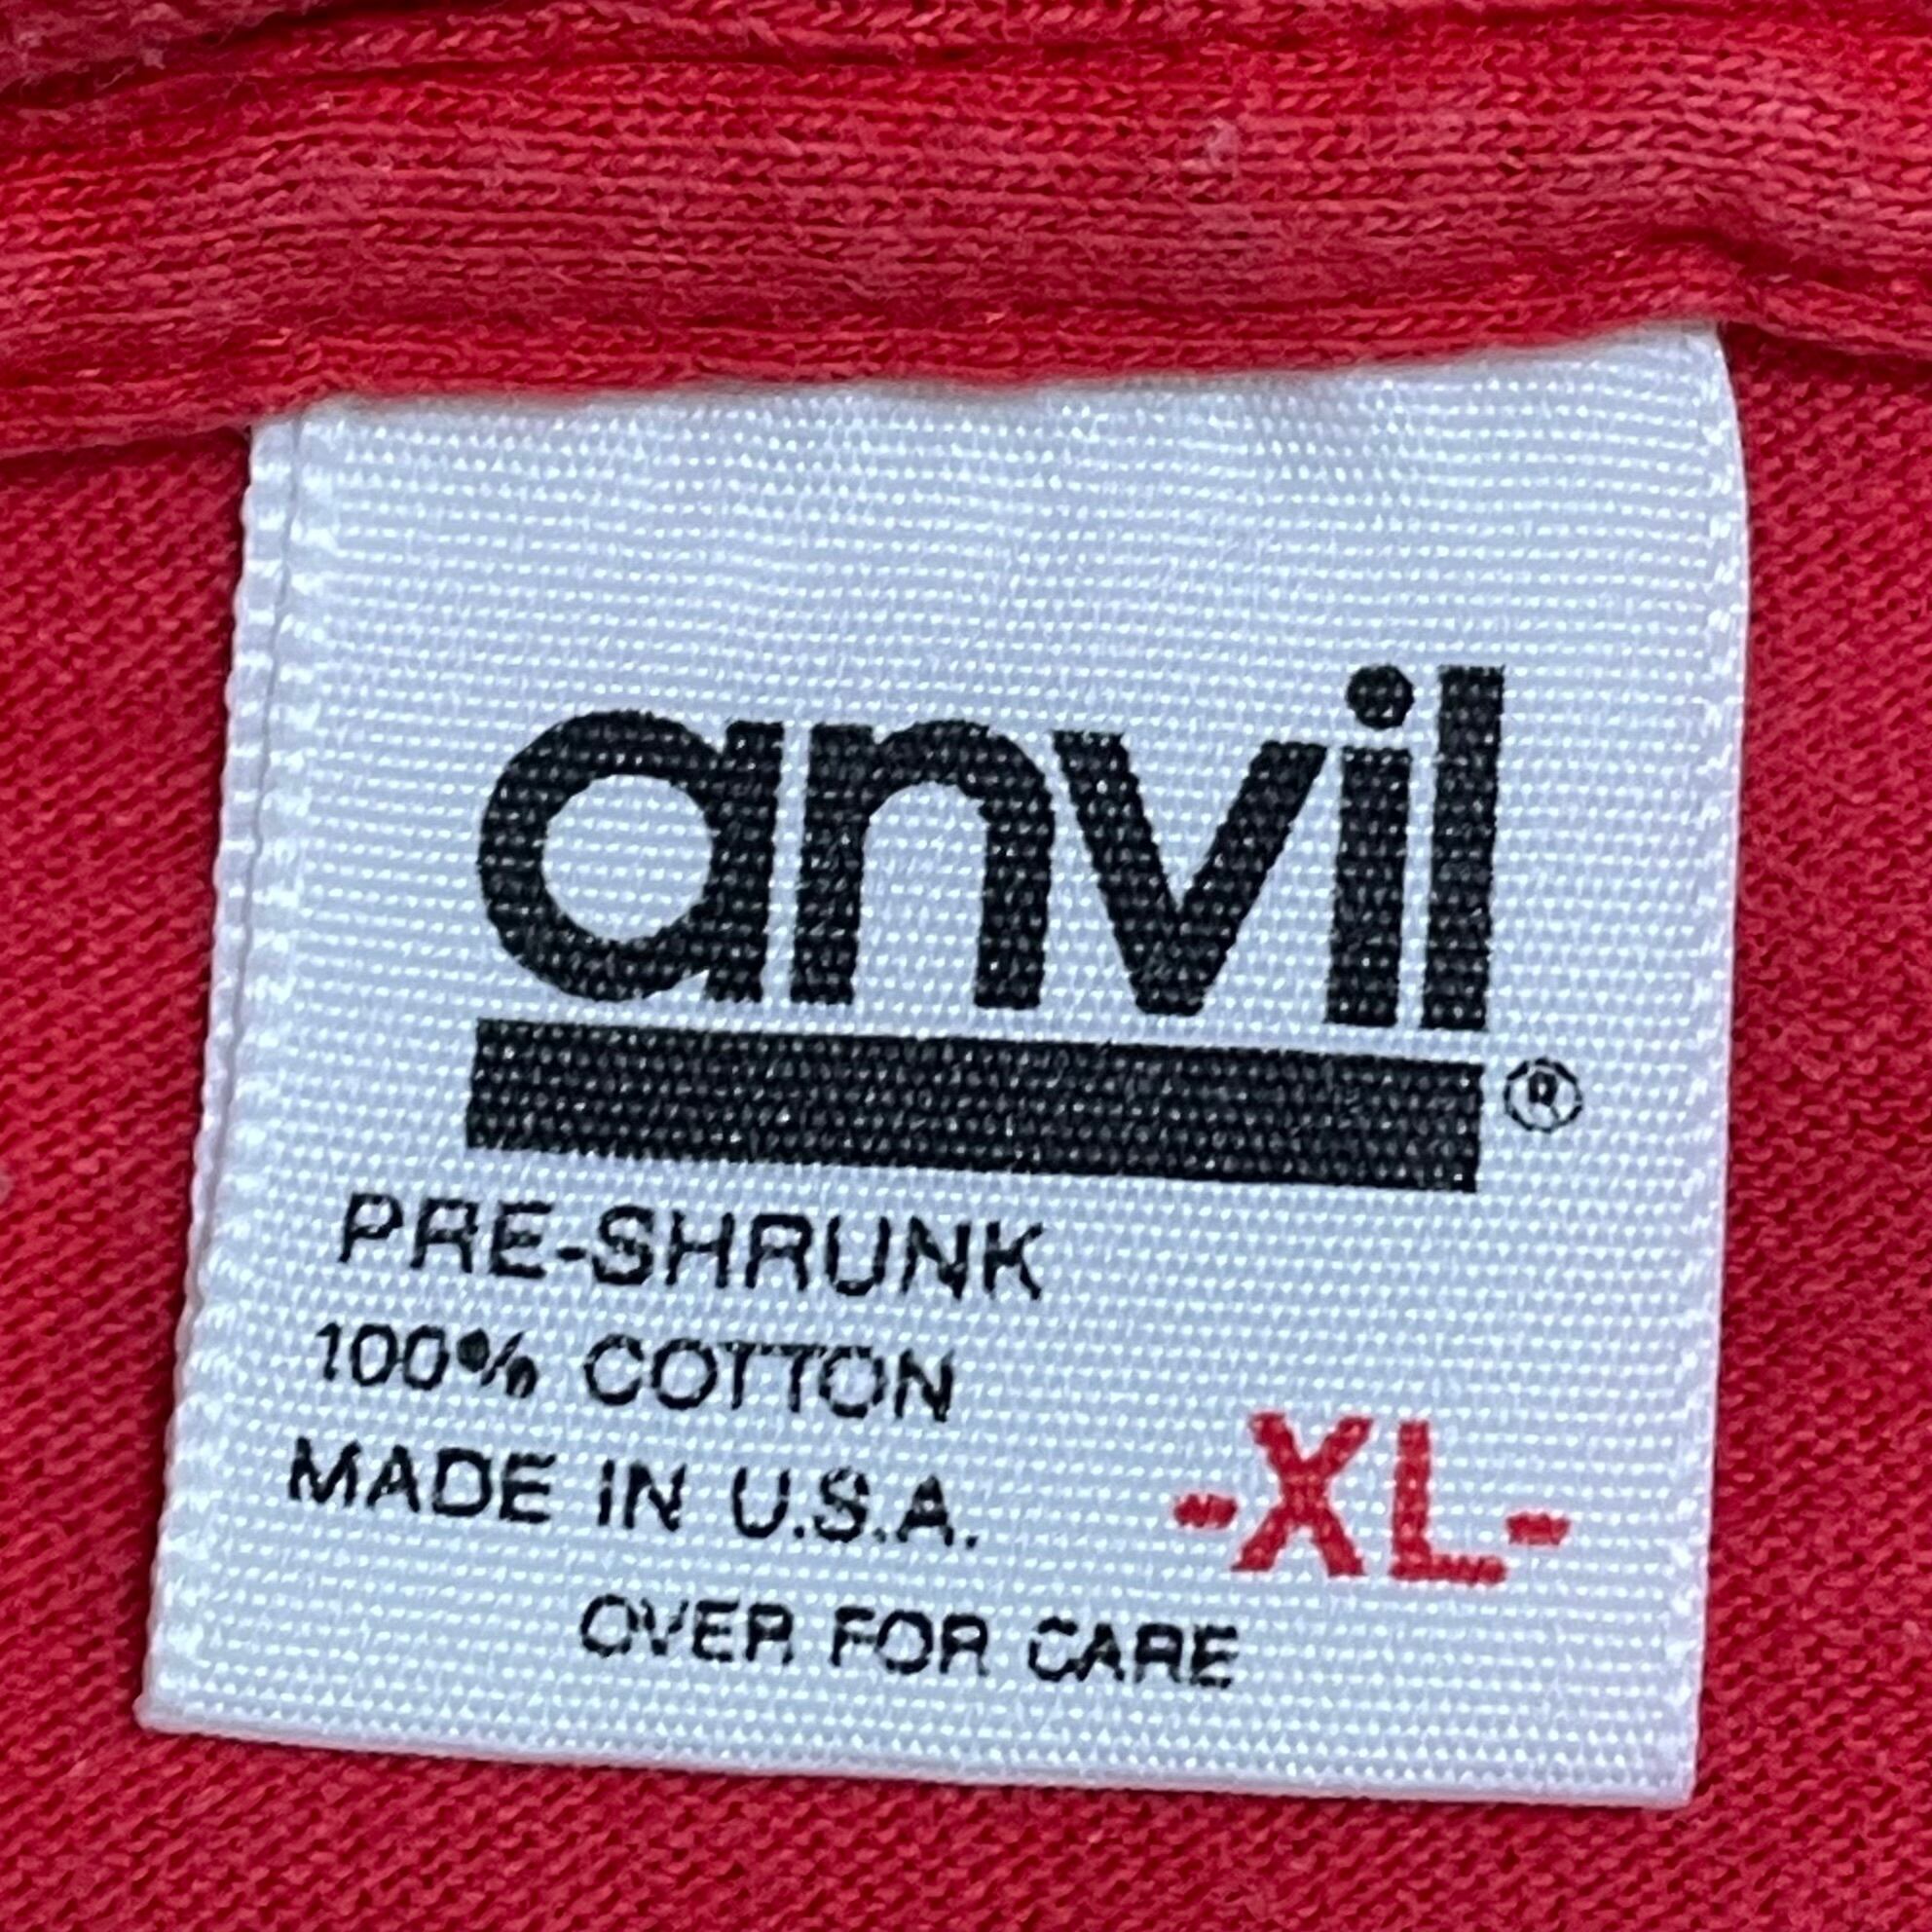 anvil®
PRE-SHRUNK
100% COTTON
MADE IN U.S.A. -XL-
OVER FOR CARE